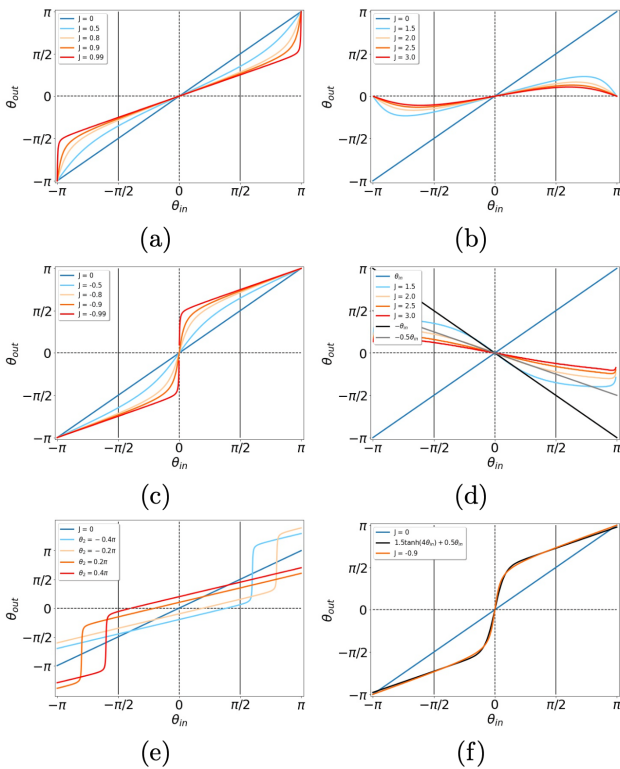 π
π/2
0
−π/2
−π
θout
J = 0
J = 0.5
J = 0.8
J = 0.9
J = 0.99
−π
−π/2
0
π/2
π
θin
(a)
π
π/2
0
−π/2
−π
θout
J = 0
J = 1.5
J = 2.0
J = 2.5
J = 3.0
−π
−π/2
0
π/2
π
θin
(b)
π
π/2
0
−π/2
−π
θout
J = 0
J = -0.5
J = -0.8
J = -0.9
J = -0.99
−π
−π/2
0
π/2
π
θin
(c)
π
π/2
0
−π/2
−π
θout
θin
J = 1.5
J = 2.0
J = 2.5
J = 3.0
−θin
−0.5θin
−π
−π/2
0
π/2
π
θin
(d)
π
π/2
0
−π/2
−π
θout
J = 0
θ2 = −0.4π
θ2 = −0.2π
θ2 = 0.2π
θ2 = 0.4π
−π
−π/2
0
π/2
π
θin
(e)
π
π/2
0
−π/2
−π
θout
J = 0
1.5tanh(4θin) + 0.5θin
J = -0.9
−π
−π/2
0
π/2
π
θin
(f)